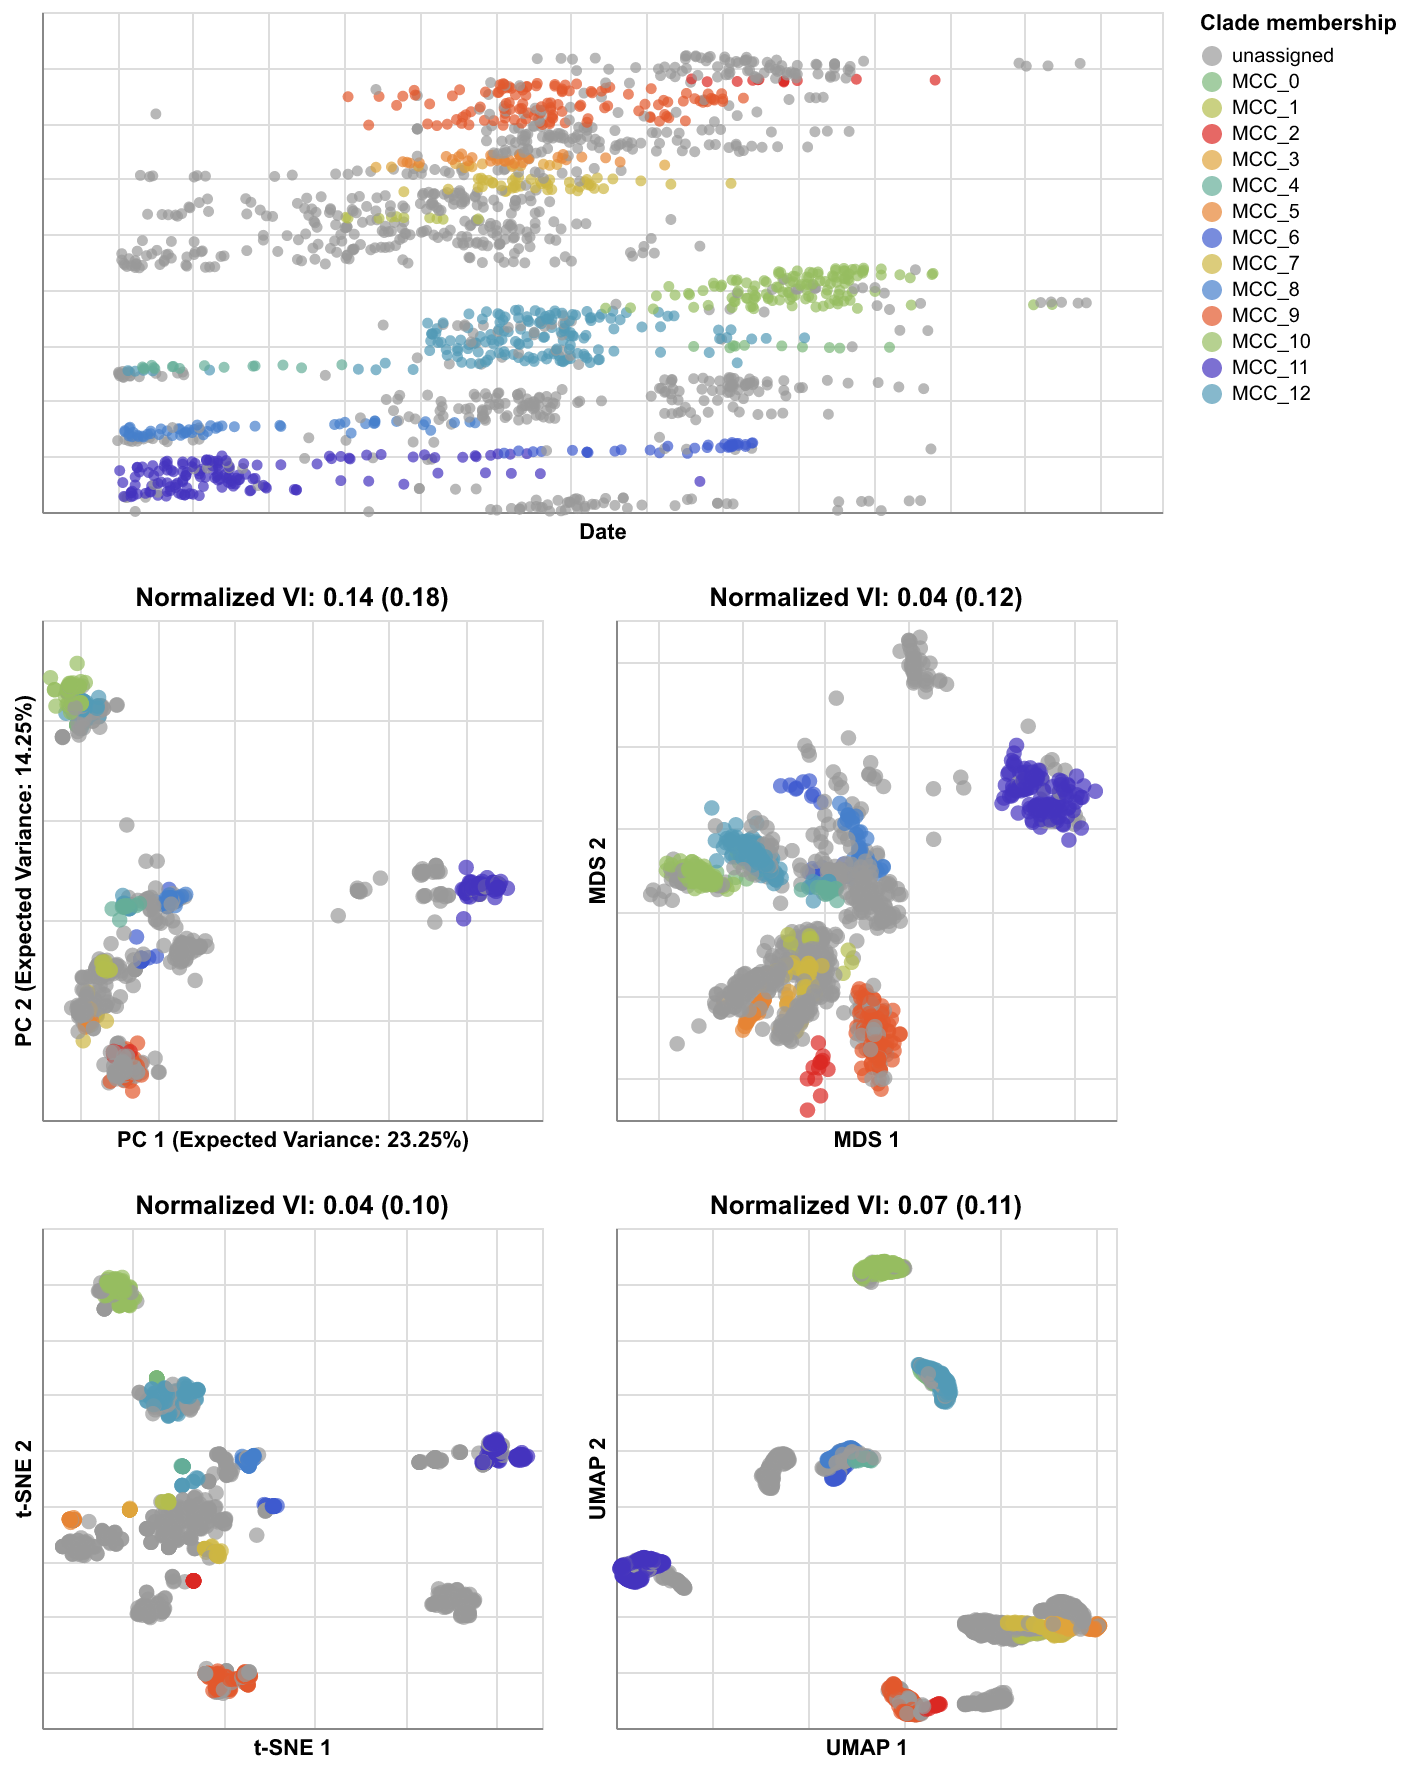 Clade membership
unassigned
MCC_0
MCC_1
MCC_2
MCC_3
MCC_4
MCC_5
MCC_6
MCC_7
MCC_8
MCC_9
MCC_10
MCC_11
MCC_12
Date
Normalized VI: 0.14 (0.18)
PC 2 (Expected Variance: 14.25%)
PC 1 (Expected Variance: 23.25%)
Normalized VI: 0.04 (0.12)
MDS 2
MDS 1
Normalized VI: 0.04 (0.10)
t-SNE 2
t-SNE 1
Normalized VI: 0.07 (0.11)
UMAP 2
UMAP 1